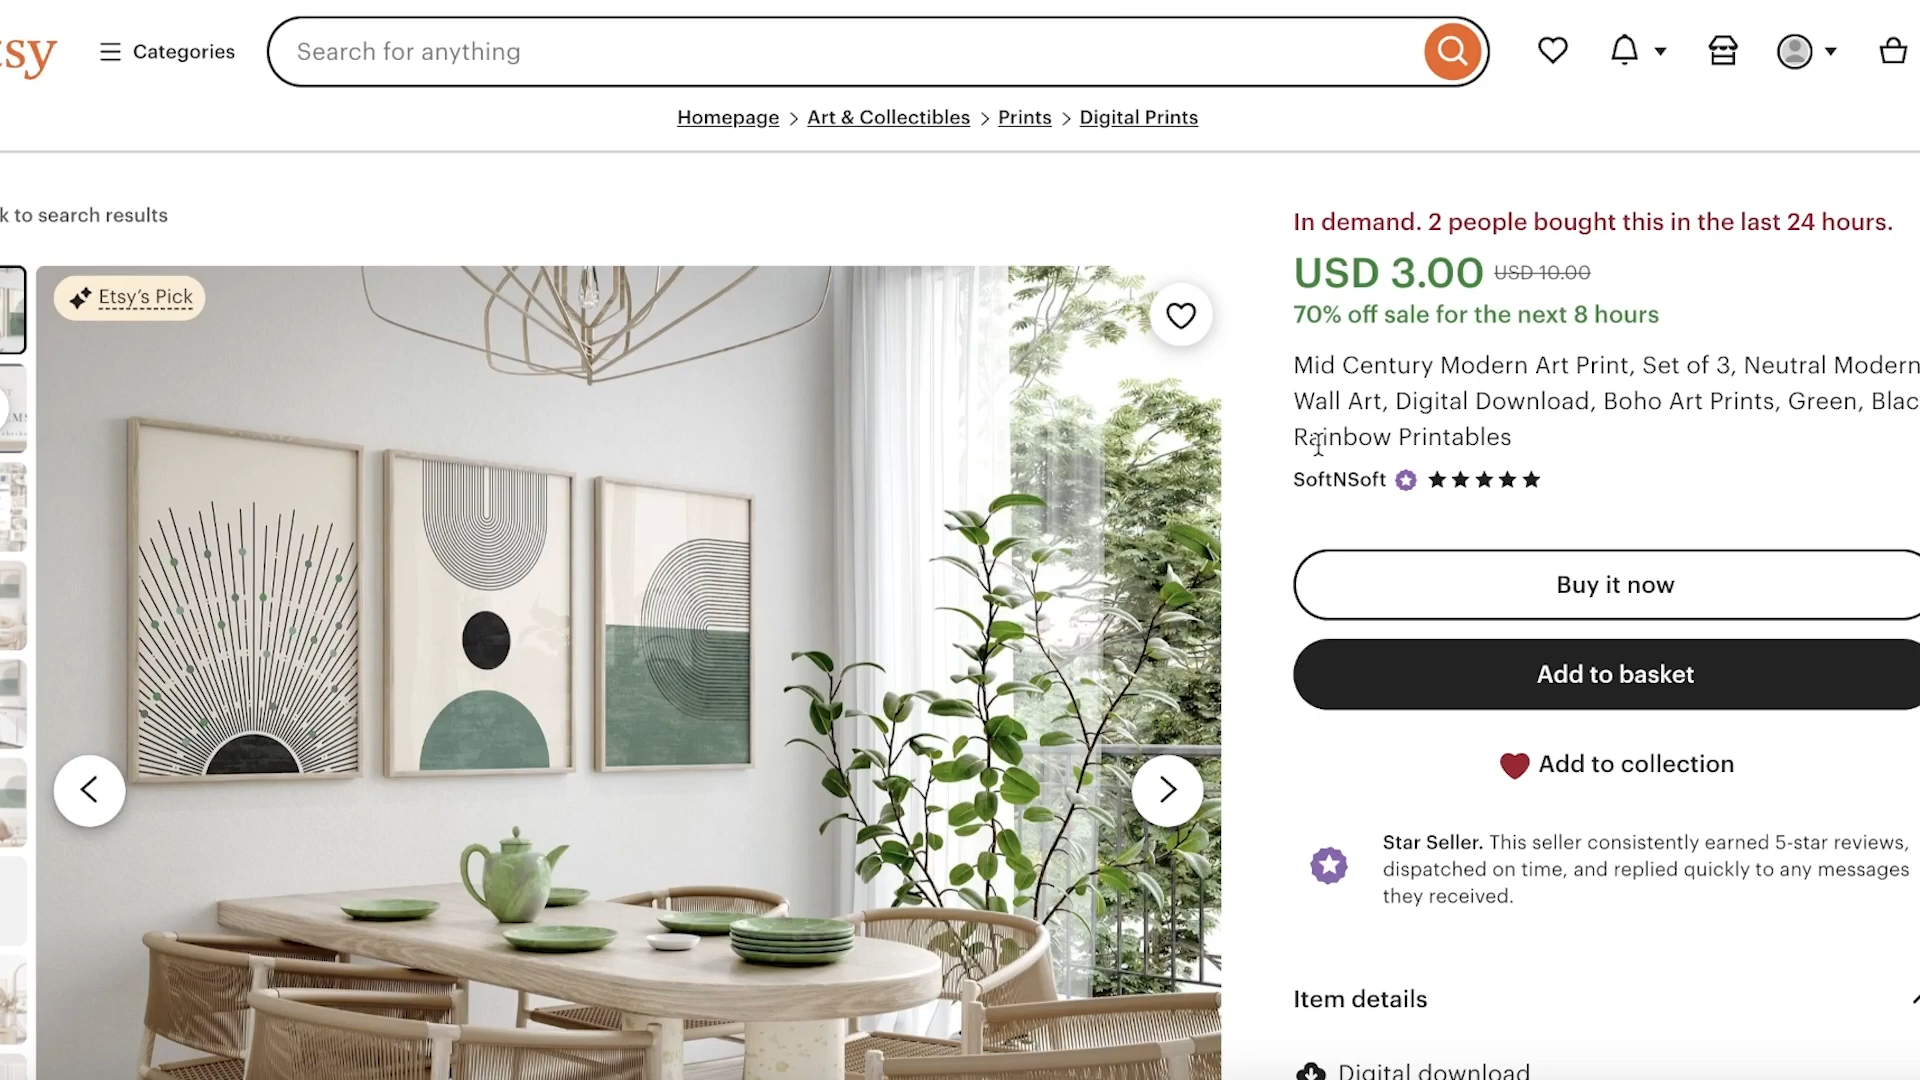 sy
Categories
Search for anything
Homepage > Art & Collectibles > Prints > Digital Prints
k to search results
Etsy's Pick
In demand. 2 people bought this in the last 24 hours.
USD 3.00 USD 10.00
70% off sale for the next 8 hours
Mid Century Modern Art Print, Set of 3, Neutral Modern
Wall Art, Digital Download, Boho Art Prints, Green, Blac
Rainbow Printables
SoftNSoft
Buy it now
Add to basket
Add to collection
Star Seller. This seller consistently earned 5-star reviews,
dispatched on time, and replied quickly to any messages
they received.
Item details
Digital download